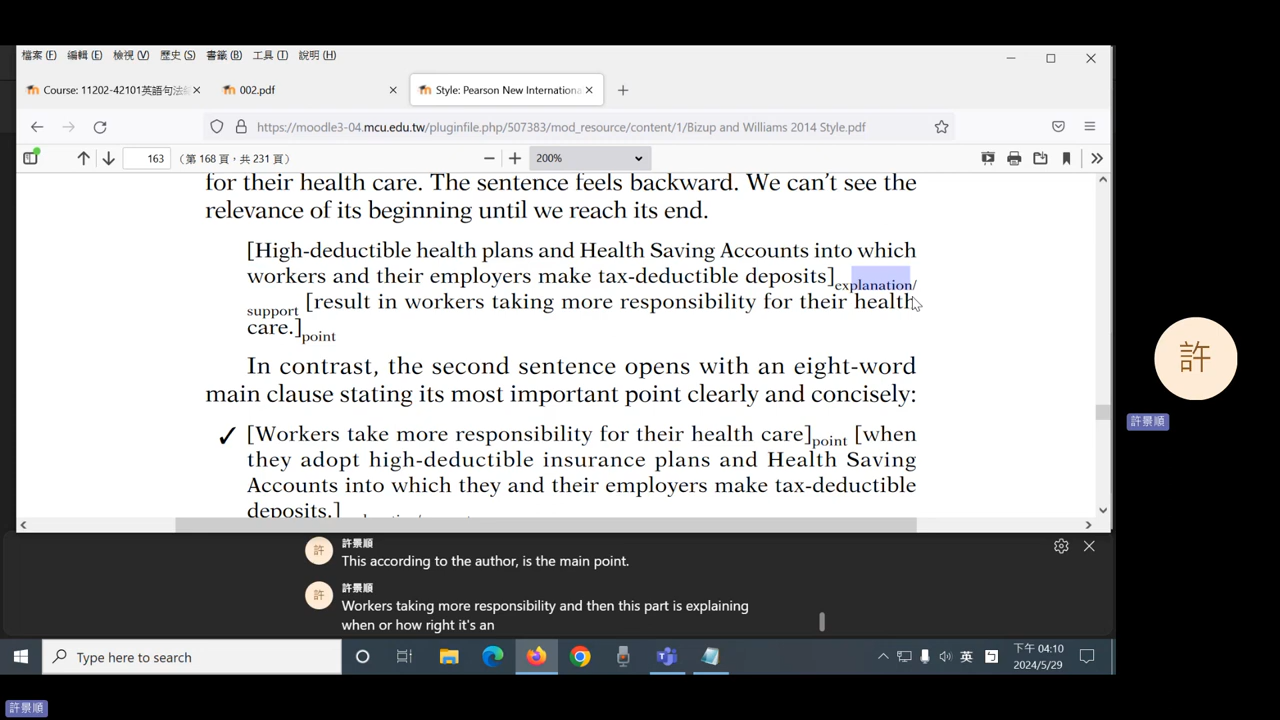 檔案 (F) 編輯 (E) 檢視 (V) 歷史 (S) 書籤 (B) 工具 (T) 說明 (H)
Course: 11202-42101英語句法 002.pdf Style: Pearson New Internationa
https://moodle3-04.mcu.edu.tw/pluginfile.php/507383/mod_resource/content/1/Bizup and Williams 2014 Style.pdf
163 (第 168 頁，共 231 頁) 200%
for their health care. The sentence feels backward. We can’t see the
relevance of its beginning until we reach its end.
[High-deductible health plans and Health Saving Accounts into which
workers and their employers make tax-deductible deposits]explanation/
support [result in workers taking more responsibility for their health
care.]point
In contrast, the second sentence opens with an eight-word
main clause stating its most important point clearly and concisely:
✓ [Workers take more responsibility for their health care]point [when
they adopt high-deductible insurance plans and Health Saving
Accounts into which they and their employers make tax-deductible
deposits.]
許
許景順
許 許景順
This according to the author, is the main point.
許 許景順
Workers taking more responsibility and then this part is explaining
when or how right it's an
Type here to search
英
下午 04:10
2024/5/29
許景順